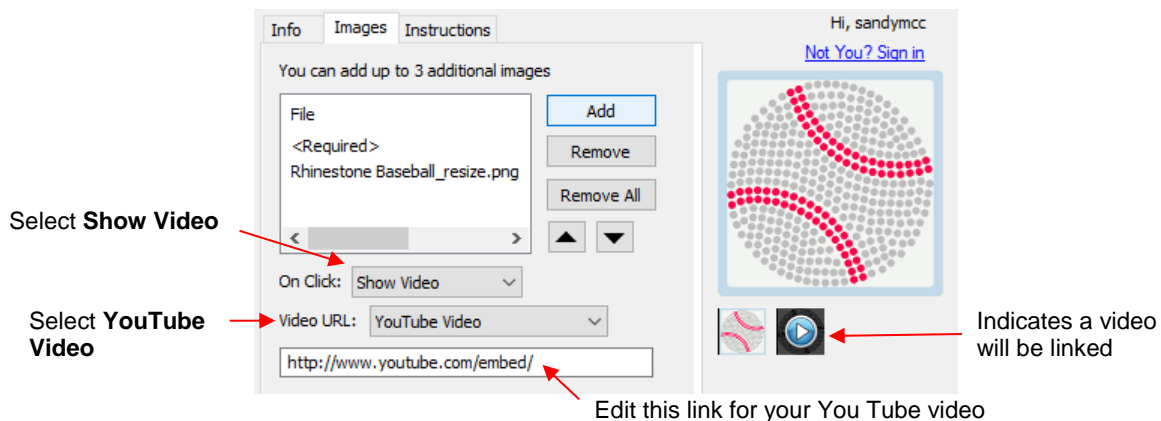 Info Images Instructions
Hi, sandymcc
Not You? Sign in
You can add up to 3 additional images
File
<Required>
Rhinestone Baseball_resize.png
Add
Remove
Remove All
Select Show Video
On Click: Show Video
Select YouTube
Video
Video URL: YouTube Video
http://www.youtube.com/embed/
Indicates a video
will be linked
Edit this link for your You Tube video